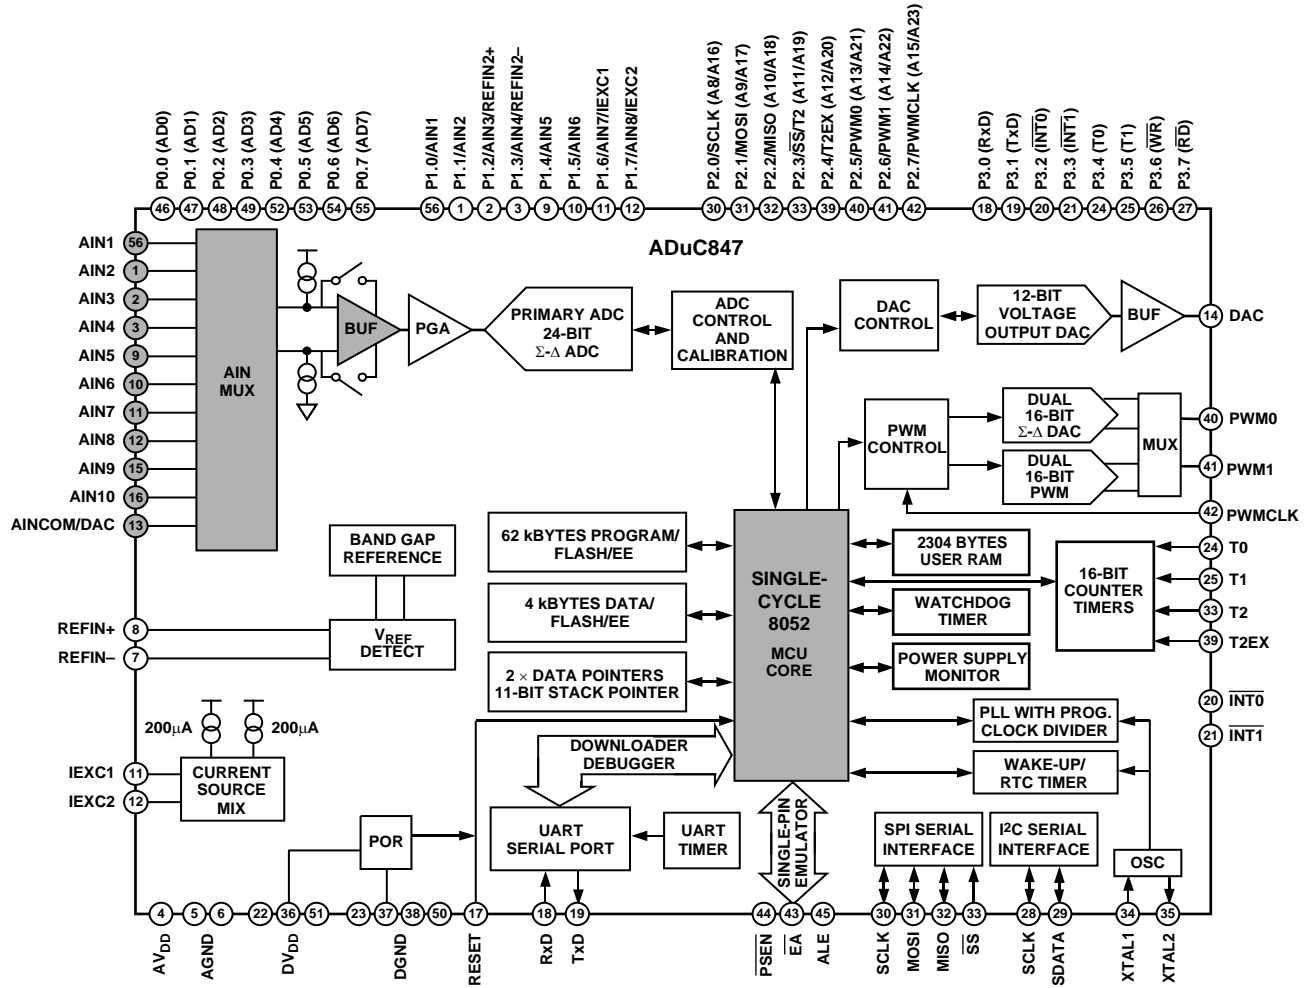 P0.0 (AD0)
P0.1 (AD1)
P0.2 (AD2)
P0.3 (AD3)
P0.4 (AD4)
P0.5 (AD5)
P0.6 (AD6)
P0.7 (AD7)
P1.0/AIN1
P1.1/AIN2
P1.2/AIN3/REFIN2+
P1.3/AIN4/REFIN2–
P1.4/AIN5
P1.5/AIN6
P1.6/AIN7/IEXC1
P1.7/AIN8/IEXC2
P2.0/SCLK (A8/A16)
P2.1/MOSI (A9/A17)
P2.2/MISO (A10/A18)
P2.3/S̅S̅/T2 (A11/A19)
P2.4/T2EX (A12/A20)
P2.5/PWM0 (A13/A21)
P2.6/PWM1 (A14/A22)
P2.7/PWMCLK (A15/A23)
P3.0 (RxD)
P3.1 (TxD)
P3.2 (I̅N̅T̅0̅)
P3.3 (I̅N̅T̅1̅)
P3.4 (T0)
P3.5 (T1)
P3.6 (W̅R̅)
P3.7 (R̅D̅)
46 47 48 49 52 53 54 55
56 1 2 3 9 10 11 12
30 31 32 33 39 40 41 42
18 19 20 21 24 25 26 27
ADuC847
AIN1 56
AIN2 1
AIN3 2
AIN4 3
AIN5 9
AIN6 10
AIN7 11
AIN8 12
AIN9 15
AIN10 16
AINCOM/DAC 13
AIN
MUX
BUF
PGA
PRIMARY ADC
24-BIT
Σ-Δ ADC
ADC
CONTROL
AND
CALIBRATION
DAC
CONTROL
12-BIT
VOLTAGE
OUTPUT DAC
BUF
14 DAC
PWM
CONTROL
DUAL
16-BIT
Σ-Δ DAC
DUAL
16-BIT
PWM
MUX
40 PWM0
41 PWM1
42 PWMCLK
24 T0
25 T1
33 T2
39 T2EX
20 I̅N̅T̅0̅
21 I̅N̅T̅1̅
BAND GAP
REFERENCE
VREF
DETECT
REFIN+ 8
REFIN– 7
62 kBYTES PROGRAM/
FLASH/EE
4 kBYTES DATA/
FLASH/EE
2 × DATA POINTERS
11-BIT STACK POINTER
SINGLE-
CYCLE
8052
MCU
CORE
2304 BYTES
USER RAM
WATCHDOG
TIMER
POWER SUPPLY
MONITOR
16-BIT
COUNTER
TIMERS
PLL WITH PROG.
CLOCK DIVIDER
WAKE-UP/
RTC TIMER
200μA
200μA
IEXC1 11
IEXC2 12
CURRENT
SOURCE
MIX
DOWNLOADER
DEBUGGER
POR
UART
SERIAL PORT
UART
TIMER
SINGLE-PIN
EMULATOR
SPI SERIAL
INTERFACE
I2C SERIAL
INTERFACE
OSC
4 5 6 22 36 51 23 37 38 50 17 18 19 44 43 45 30 31 32 33 28 29 34 35
AVDD
AGND
DVDD
DGND
RESET
RxD
TxD
P̅S̅E̅N̅
E̅A̅
ALE
SCLK
MOSI
MISO
S̅S̅
SCLK
SDATA
XTAL1
XTAL2